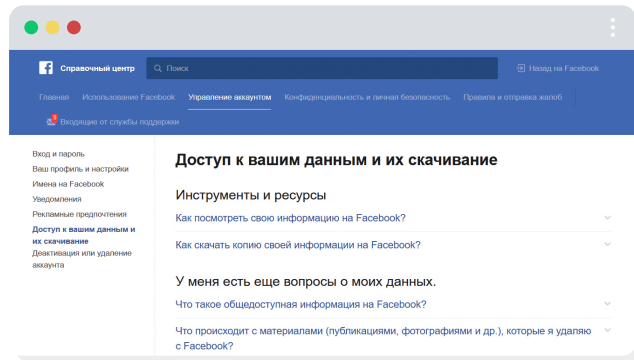 Справочный центр
Поиск
Назад на Facebook
Главная Использование Facebook Управление аккаунтом Конфиденциальность и личная безопасность Правила и отправка жалоб
Входящие от службы поддержки
Вход и пароль
Ваш профиль и настройки
Имена на Facebook
Уведомления
Рекламные предпочтения
Доступ к вашим данным и
их скачивание
Деактивация или удаление
аккаунта
Доступ к вашим данным и их скачивание
Инструменты и ресурсы
Как посмотреть свою информацию на Facebook?
Как скачать копию своей информации на Facebook?
У меня есть еще вопросы о моих данных.
Что такое общедоступная информация на Facebook?
Что происходит с материалами (публикациями, фотографиями и др.), которые я удаляю
с Facebook?